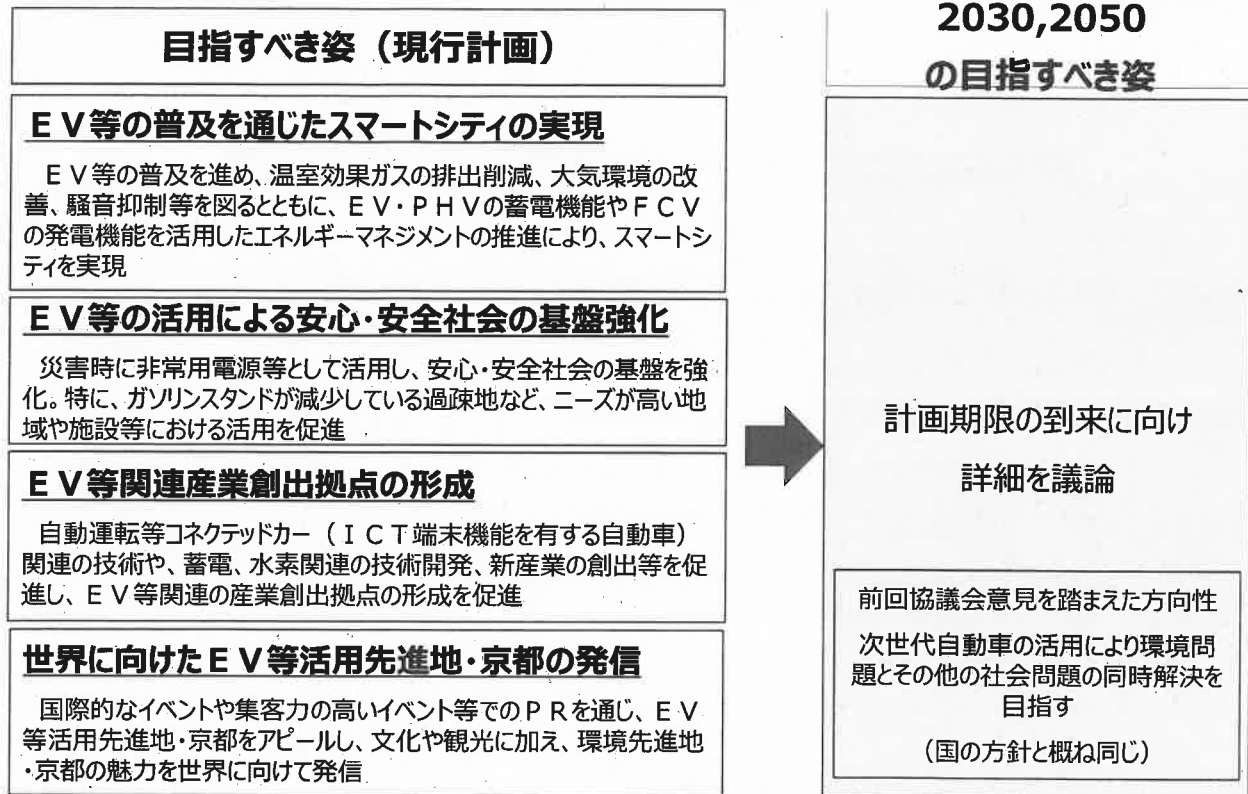 目指すべき姿（現行計画）
ＥＶ等の普及を通じたスマートシティの実現
ＥＶ等の普及を進め、温室効果ガスの排出削減、大気環境の改
善、騒音抑制等を図るとともに、ＥＶ・ＰＨＶの蓄電機能やＦＣＶ
の発電機能を活用したエネルギーマネジメントの推進により、スマートシ
ティを実現
ＥＶ等の活用による安心・安全社会の基盤強化
災害時に非常用電源等として活用し、安心・安全社会の基盤を強
化。特に、ガソリンスタンドが減少している過疎地など、ニーズが高い地
域や施設等における活用を促進
ＥＶ等関連産業創出拠点の形成
自動運転等コネクテッドカー（ＩＣＴ端末機能を有する自動車）
関連の技術や、蓄電、水素関連の技術開発、新産業の創出等を促
進し、ＥＶ等関連の産業創出拠点の形成を促進
世界に向けたＥＶ等活用先進地・京都の発信
国際的なイベントや集客力の高いイベント等でのＰＲを通じ、ＥＶ
等活用先進地・京都をアピールし、文化や観光に加え、環境先進地
・京都の魅力を世界に向けて発信
2030,2050
の目指すべき姿
計画期限の到来に向け
詳細を議論
前回協議会意見を踏まえた方向性
次世代自動車の活用により環境問
題とその他の社会問題の同時解決を
目指す
（国の方針と概ね同じ）